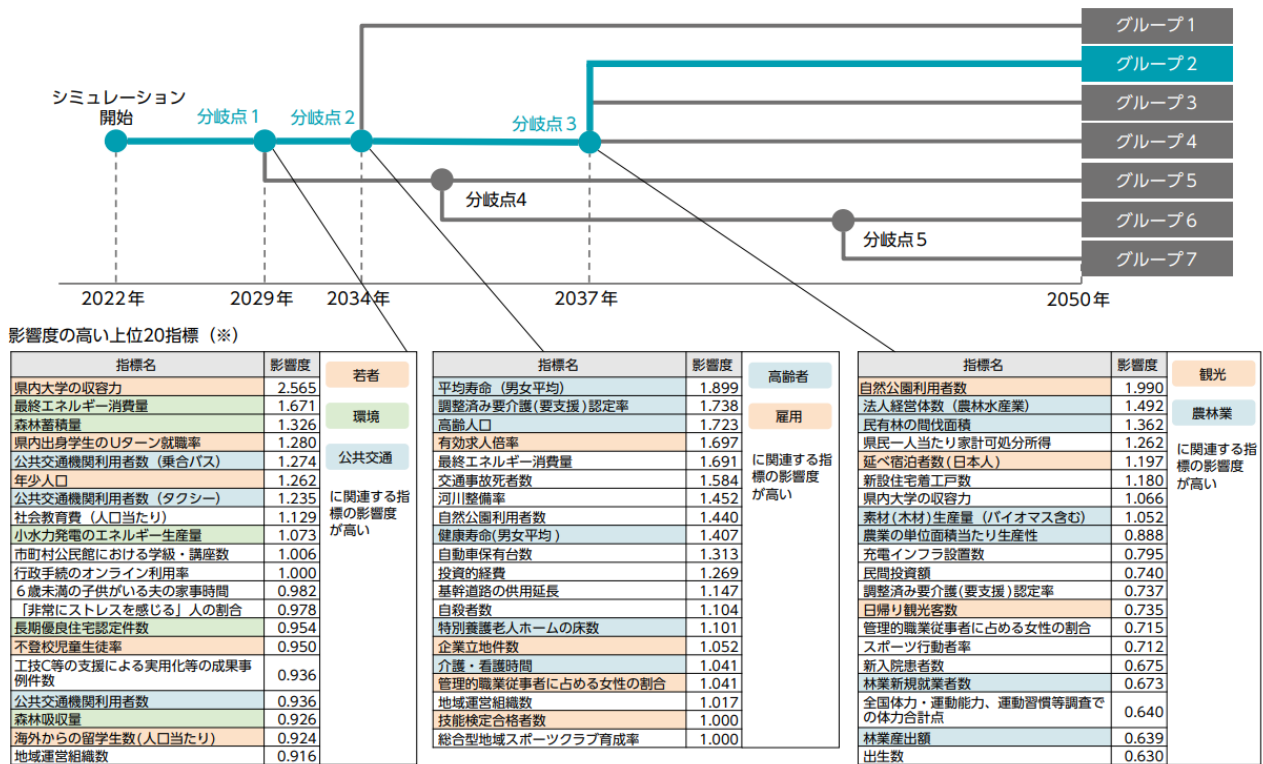 グループ1
グループ2
シミュレーション
開始
分岐点1
分岐点2
分岐点3
グループ3
グループ4
グループ5
分岐点4
グループ6
分岐点5
グループ7
2022年
2029年
2034年
2037年
2050年
影響度の高い上位20指標（※）
指標名 影響度
県内大学の収容力 2.565
最終エネルギー消費量 1.671
森林蓄積量 1.326
県内出身学生のUターン就職率 1.280
公共交通機関利用者数（乗合バス） 1.274
年少人口 1.262
公共交通機関利用者数（タクシー） 1.235
社会教育費（人口当たり） 1.129
小水力発電のエネルギー生産量 1.073
市町村公民館における学級・講座数 1.006
行政手続のオンライン利用率 1.000
６歳未満の子供がいる夫の家事時間 0.982
「非常にストレスを感じる」人の割合 0.978
長期優良住宅認定件数 0.954
不登校児童生徒率 0.950
工技C等の支援による実用化等の成果事
例件数 0.936
公共交通機関利用者数 0.936
森林吸収量 0.926
海外からの留学生数(人口当たり) 0.924
地域運営組織数 0.916
若者
環境
公共交通
に関連する指
標の影響度
が高い
指標名 影響度
平均寿命（男女平均） 1.899
調整済み要介護(要支援)認定率 1.738
高齢人口 1.723
有効求人倍率 1.697
最終エネルギー消費量 1.691
交通事故死者数 1.584
河川整備率 1.452
自然公園利用者数 1.440
健康寿命(男女平均) 1.407
自動車保有台数 1.313
投資的経費 1.269
基幹道路の供用延長 1.147
自殺者数 1.104
特別養護老人ホームの床数 1.101
企業立地件数 1.052
介護・看護時間 1.041
管理的職業従事者に占める女性の割合 1.041
地域運営組織数 1.017
技能検定合格者数 1.000
総合型地域スポーツクラブ育成率 1.000
高齢者
雇用
に関連する指
標の影響度
が高い
指標名 影響度
自然公園利用者数 1.990
法人経営体数（農林水産業） 1.492
民有林の間伐面積 1.362
県民一人当たり家計可処分所得 1.262
延べ宿泊者数(日本人) 1.197
新設住宅着工戸数 1.180
県内大学の収容力 1.066
素材(木材)生産量（バイオマス含む） 1.052
農業の単位面積当たり生産性 0.888
充電インフラ設置数 0.795
民間投資額 0.740
調整済み要介護(要支援)認定率 0.737
日帰り観光客数 0.735
管理的職業従事者に占める女性の割合 0.715
スポーツ行動者率 0.712
新入院患者数 0.675
林業新規就業者数 0.673
全国体力・運動能力、運動習慣等調査で
の体力合計点 0.640
林業産出額 0.639
出生数 0.630
観光
農林業
に関連する指
標の影響度
が高い